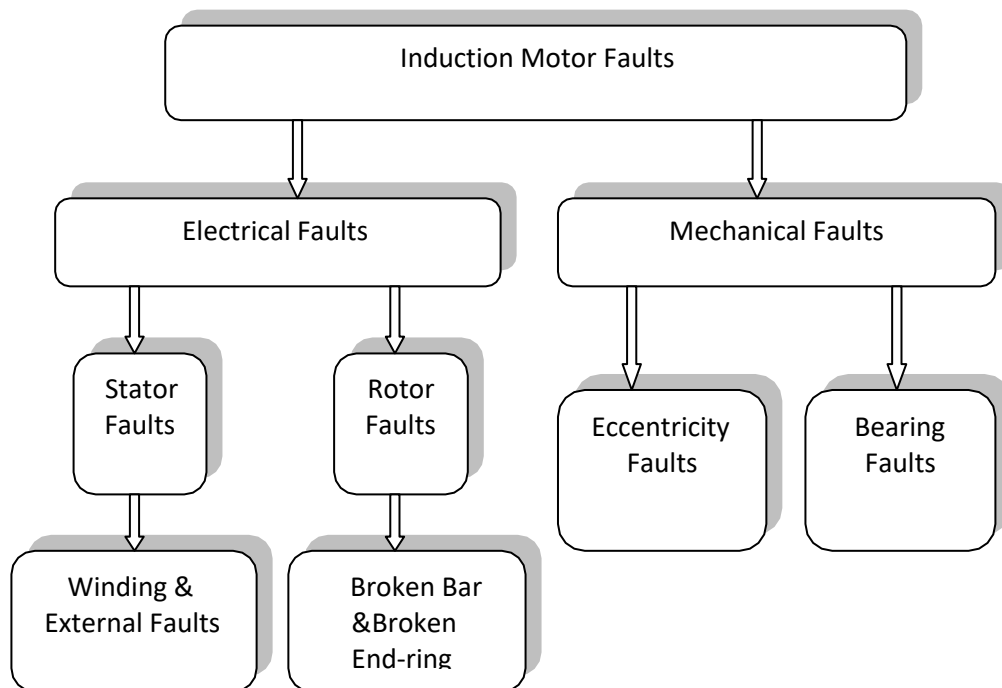 Induction Motor Faults
Electrical Faults
Mechanical Faults
Stator
Faults
Rotor
Faults
Eccentricity
Faults
Bearing
Faults
Winding &
External Faults
Broken Bar
&Broken
End-ring